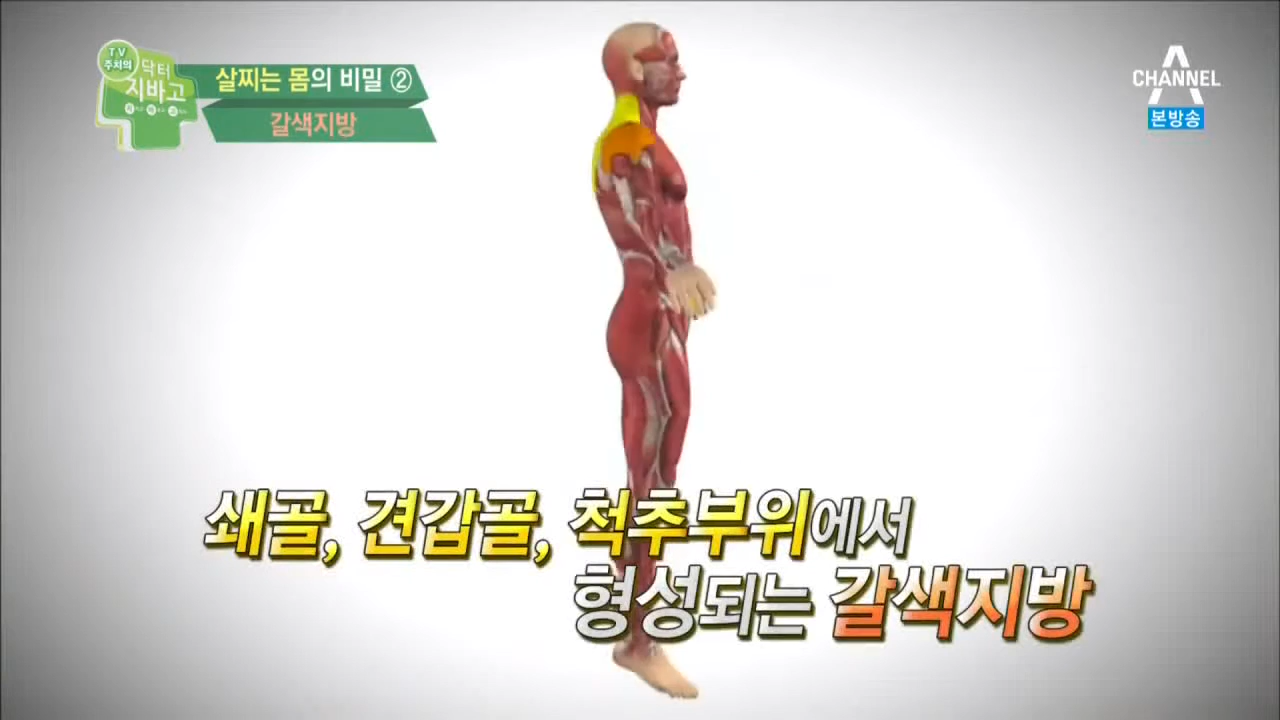 TV
주치의
닥터
지바고
살찌는 몸의 비밀 ②
갈색지방
CHANNEL
본방송
쇄골, 견갑골, 척추부위에서
형성되는 갈색지방